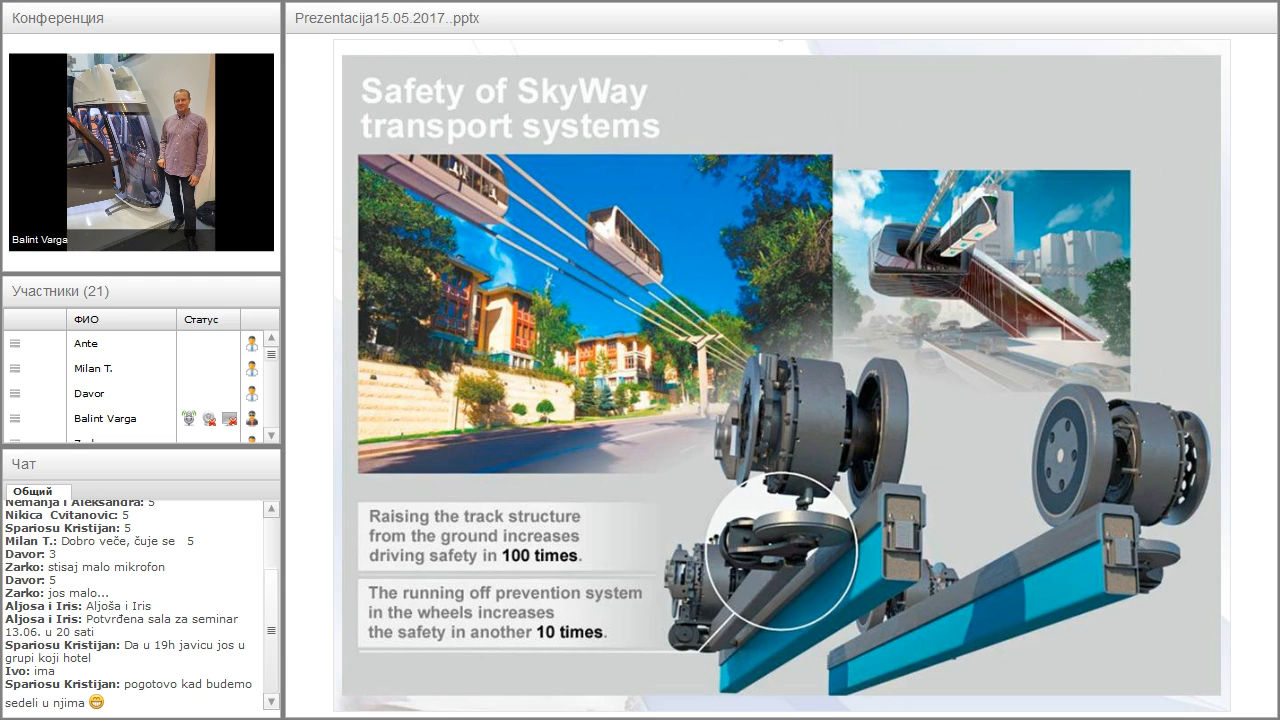 Конференция
Balint Varga
Участники (21)
ФИО
Статус
Ante
Milan T.
Davor
Balint Varga
Чат
Общий
Nemanja i Aleksandra: 5
Nikica Cvitanovic: 5
Spariosu Kristijan: 5
Milan T.: Dobro veče, čuje se 5
Davor: 3
Zarko: stisaj malo mikrofon
Davor: 5
Zarko: jos malo...
Aljosa i Iris: Aljoša i Iris
Aljosa i Iris: Potvrđena sala za seminar
13.06. u 20 sati
Spariosu Kristijan: Da u 19h javicu jos u
grupi koji hotel
Ivo: ima
Spariosu Kristijan: pogotovo kad budemo
sedeli u njima
Prezentacija15.05.2017..pptx
Safety of SkyWay
transport systems
Raising the track structure
from the ground increases
driving safety in 100 times.
The running off prevention system
in the wheels increases
the safety in another 10 times.